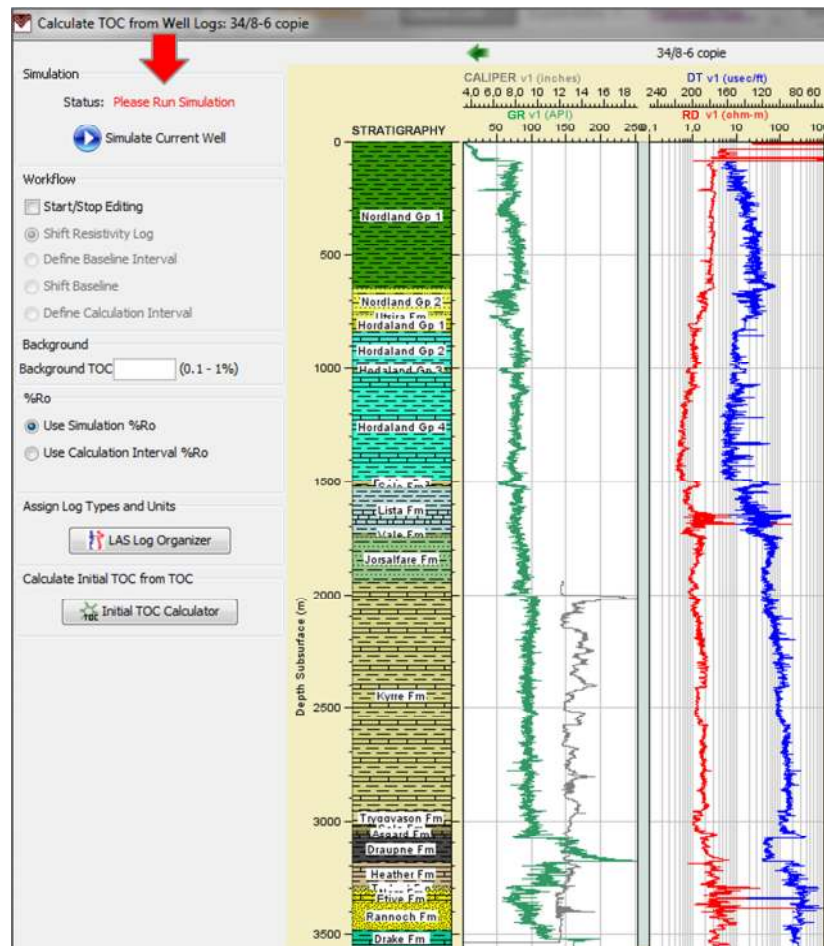 Calculate TOC from Well Logs: 34/8-6 copie
Simulation
Status: Please Run Simulation
Simulate Current Well
Workflow
Start/Stop Editing
Shift Resistivity Log
Define Baseline Interval
Shift Baseline
Define Calculation Interval
Background
Background TOC (0.1 - 1%)
%Ro
Use Simulation %Ro
Use Calculation Interval %Ro
Assign Log Types and Units
LAS Log Organizer
Calculate Initial TOC from TOC
TOC Initial TOC Calculator
34/8-6 copie
CALIPER v1 (inches)
4,0 6,0 8,0 10 12 14 16 18
GR v1 (API)
50 100 150 200 250
DT v1 (usec/ft)
240 200 160 120 80 60
RD v1 (ohm-m)
0.1 1.0 10 100
STRATIGRAPHY
Depth Subsurface (m)
0
500
1000
1500
2000
2500
3000
3500
Nordland Gp 1
Nordland Gp 2
Utsira Fm
Hordaland Gp 1
Hordaland Gp 2
Hordaland Gp 4
Lista Fm
Vale Fm
Jorsalfare Fm
Kyrre Fm
Tryggvason Fm
Asgard Fm
Draupne Fm
Heather Fm
Etive Fm
Rannoch Fm
Drake Fm